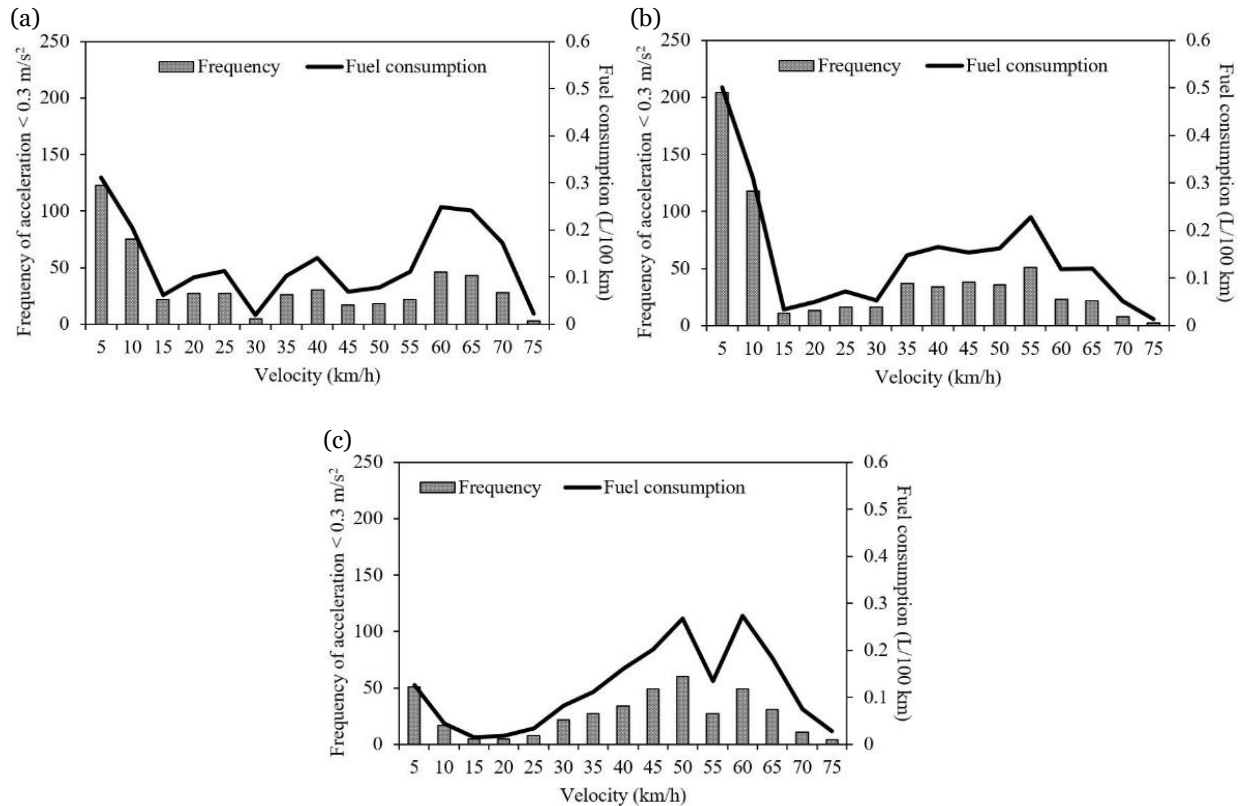 (a)
Frequency of acceleration < 0.3 m/s²
250
200
150
100
50
0
Frequency
Fuel consumption
0.6
0.5
0.4
0.3
0.2
0.1
0
Fuel consumption (L/100 km)
5 10 15 20 25 30 35 40 45 50 55 60 65 70 75
Velocity (km/h)
(b)
Frequency of acceleration < 0.3 m/s²
250
200
150
100
50
0
Frequency
Fuel consumption
0.6
0.5
0.4
0.3
0.2
0.1
0
Fuel consumption (L/100 km)
5 10 15 20 25 30 35 40 45 50 55 60 65 70 75
Velocity (km/h)
(c)
Frequency of acceleration < 0.3 m/s²
250
200
150
100
50
0
Frequency
Fuel consumption
0.6
0.5
0.4
0.3
0.2
0.1
0
Fuel consumption (L/100 km)
5 10 15 20 25 30 35 40 45 50 55 60 65 70 75
Velocity (km/h)